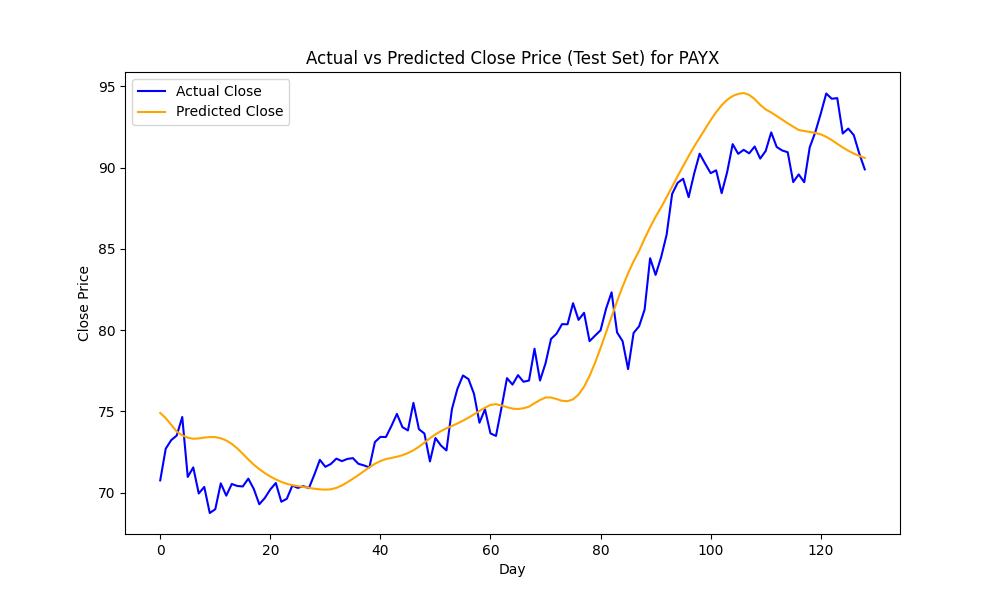 Actual vs Predicted Close Price (Test Set) for PAYX
Actual Close
Predicted Close
95
90
85
80
75
70
Close Price
0 20 40 60 80 100 120
Day